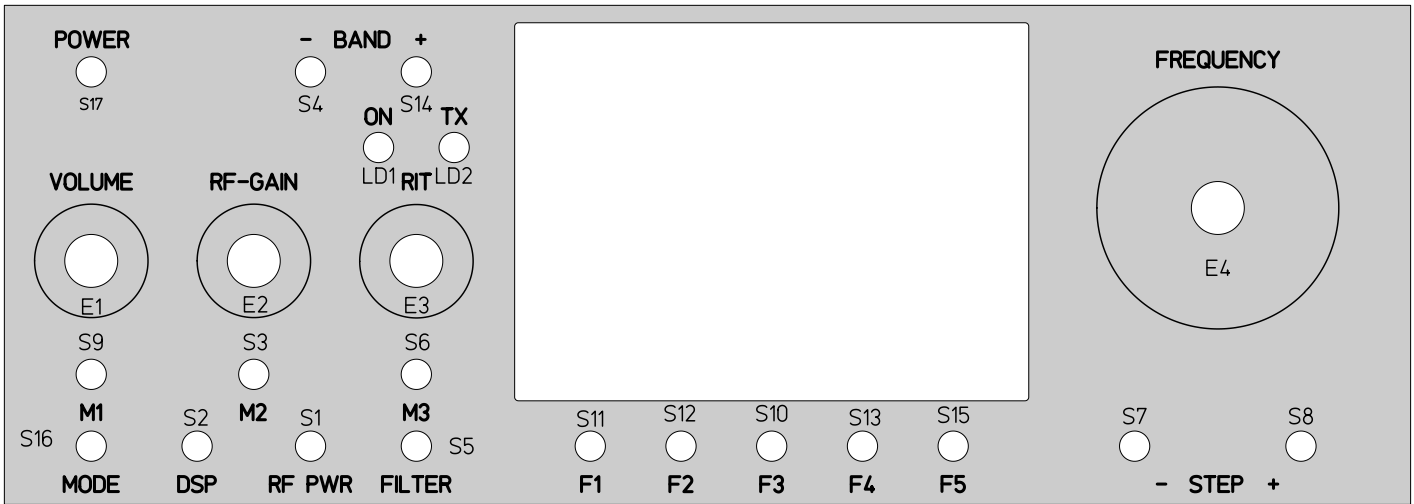 POWER
- BAND +
FREQUENCY
S17
S4
S14
ON
TX
LD1
LD2
VOLUME
RF-GAIN
RIT
E1
E2
E3
E4
S9
S3
S6
M1
M2
M3
S16
S2
S1
S5
S11
S12
S10
S13
S15
S7
S8
MODE
DSP
RF PWR
FILTER
F1
F2
F3
F4
F5
- STEP +